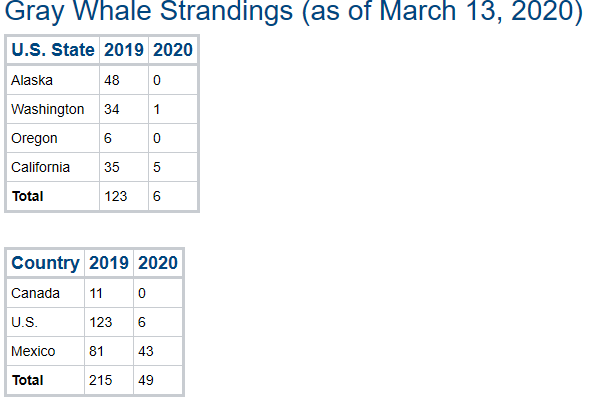 Gray Whale Strandings (as of March 13, 2020)
U.S. State 2019 2020
Alaska 48 0
Washington 34 1
Oregon 6 0
California 35 5
Total 123 6
Country 2019 2020
Canada 11 0
U.S. 123 6
Mexico 81 43
Total 215 49